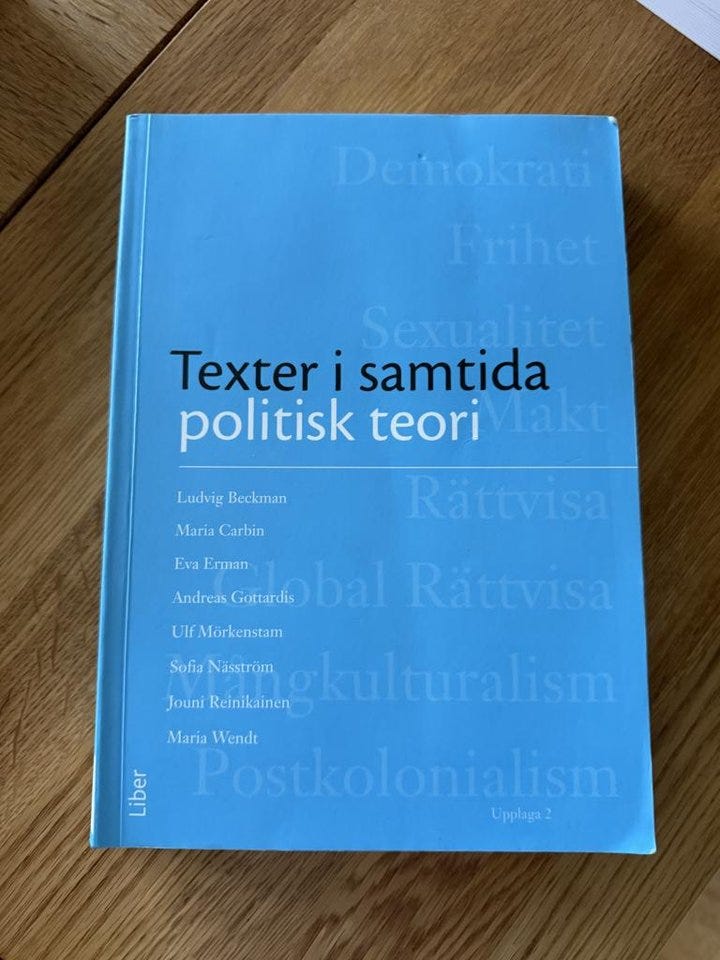 Demokrati
Frihet
Sexualitet
Texter i samtida
politisk teori
Makt
Rättvisa
Global Rättvisa
Mångkulturalism
Postkolonialism
Ludvig Beckman
Maria Carbin
Eva Erman
Andreas Gottardis
Ulf Mörkenstam
Sofia Näsström
Jouni Reinikainen
Maria Wendt
Liber
Upplaga 2